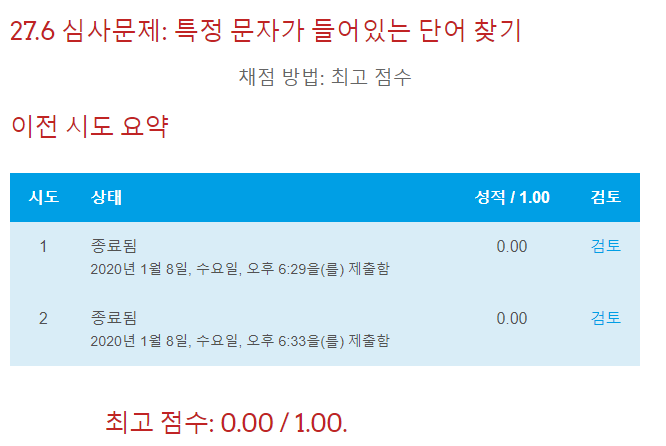 27.6 심사문제: 특정 문자가 들어있는 단어 찾기
채점 방법: 최고 점수
이전 시도 요약
시도 상태 성적 / 1.00 검토
1 종료됨 0.00 검토
2020년 1월 8일, 수요일, 오후 6:29을(를) 제출함
2 종료됨 0.00 검토
2020년 1월 8일, 수요일, 오후 6:33을(를) 제출함
최고 점수: 0.00 / 1.00.